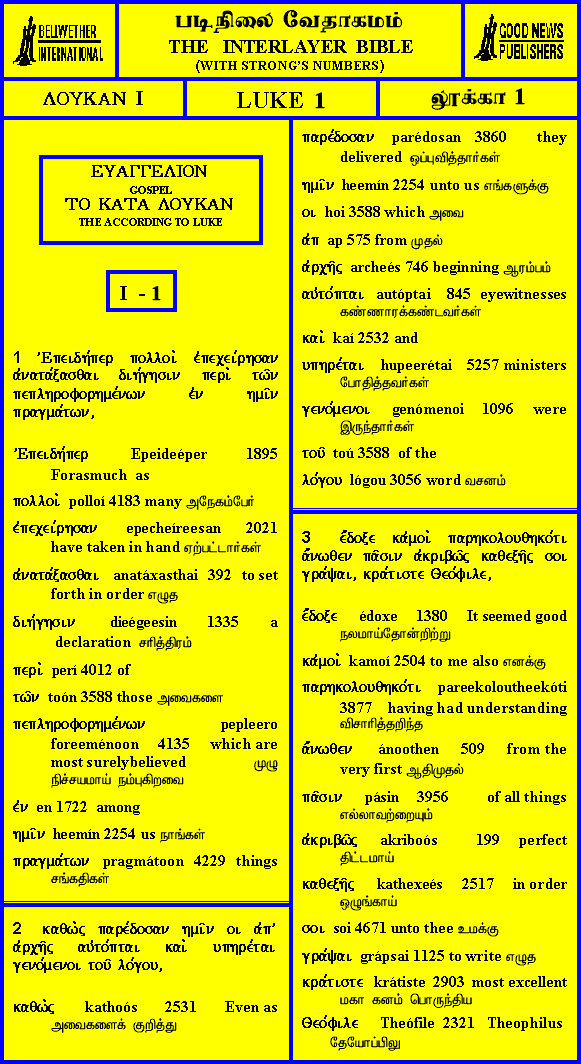 BELLWETHER
INTERNATIONAL
படிநிலை வேதாகமம்
THE INTERLAYER BIBLE
(WITH STRONG'S NUMBERS)
GOOD NEWS
PUBLISHERS
ΛΟΥΚΑΝ I
LUKE 1
லூக்கா 1
ΕΥΑΓΓΕΛΙΟΝ
GOSPEL
ΤΟ ΚΑΤΑ ΛΟΥΚΑΝ
THE ACCORDING TO LUKE
I - 1
1 Ἐπειδήπερ πολλοὶ ἐπεχείρησαν
ἀνατάξασθαι διήγησιν περὶ τῶν
πεπληροφορημένων ἐν ημῖν
πραγμάτων,
Ἐπειδήπερ Epeideéper 1895
Forasmuch as
πολλοὶ polloí 4183 many அநேகம்பேர்
ἐπεχείρησαν epecheíreesan 2021
have taken in hand ஏற்பட்டார்கள்
ἀνατάξασθαι anatáxasthai 392 to set
forth in order எழுத
διήγησιν dieégeesin 1335 a
declaration சரித்திரம்
περὶ perí 4012 of
τῶν toón 3588 those அவைகளை
πεπληροφορημένων pepleero
foreeménoon 4135 which are
most surelybelieved முழு
நிச்சயமாய் நம்புகிறவை
ἐν en 1722 among
ημῖν heemín 2254 us நாங்கள்
πραγμάτων pragmátoon 4229 things
சங்கதிகள்
2 καθὼς παρέδοσαν ημῖν οι ἀπ'
ἀρχῆς αὐτόπται καὶ υπηρέται
γενόμενοι τοῦ λόγου,
καθὼς kathoós 2531 Even as
அவைகளைக் குறித்து
παρέδοσαν parédosan 3860 they
delivered ஒப்புவித்தார்கள்
ημῖν heemín 2254 unto us எங்களுக்கு
οι hoi 3588 which அவை
ἀπ ap 575 from முதல்
ἀρχῆς archeés 746 beginning ஆரம்பம்
αὐτόπται autóptai 845 eyewitnesses
கண்ணாரக்கண்டவர்கள்
καὶ kaí 2532 and
υπηρέται hupeerétai 5257 ministers
போதித்தவர்கள்
γενόμενοι genómenoi 1096 were
இருந்தார்கள்
τοῦ toú 3588 of the
λόγου lógou 3056 word வசனம்
3 ἔδοξε κἀμοὶ παρηκολουθηκότι
ἄνωθεν πᾶσιν ἀκριβῶς καθεξῆς σοι
γράψαι, κράτιστε Θεόφιλε,
ἔδοξε édoxe 1380 It seemed good
நலமாய்தோன்றிற்று
κἀμοὶ kamoí 2504 to me also எனக்கு
παρηκολουθηκότι pareekoloutheekóti
3877 having had understanding
விசாரித்தறிந்த
ἄνωθεν ánoothen 509 from the
very first ஆதிமுதல்
πᾶσιν pásin 3956 of all things
எல்லாவற்றையும்
ἀκριβῶς akriboós 199 perfect
திட்டமாய்
καθεξῆς kathexeés 2517 in order
ஒழுங்காய்
σοι soi 4671 unto thee உமக்கு
γράψαι grápsai 1125 to write எழுத
κράτιστε krátiste 2903 most excellent
மகா கனம் பொருந்திய
Θεόφιλε Theófile 2321 Theophilus
தேயோப்பிலு